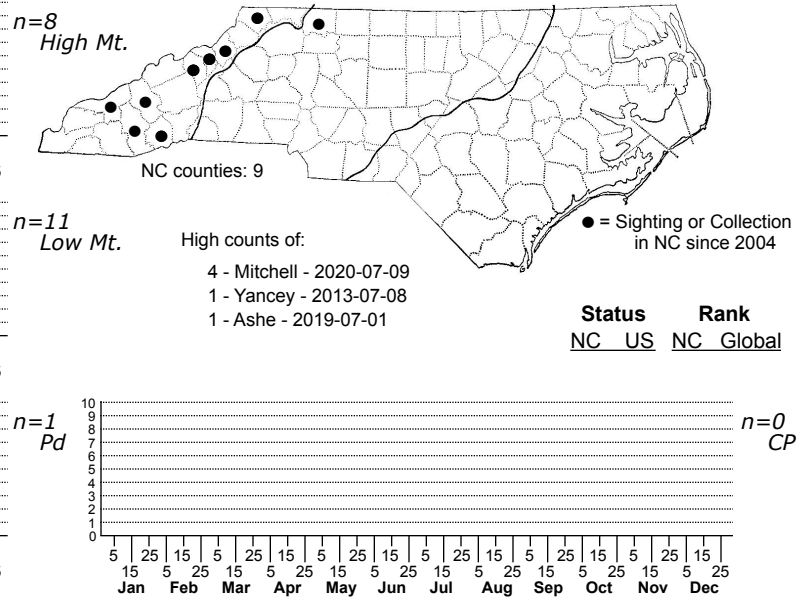 n=8
High Mt.
NC counties: 9
n=11
Low Mt.
High counts of:
4 - Mitchell - 2020-07-09
1 - Yancey - 2013-07-08
1 - Ashe - 2019-07-01
● = Sighting or Collection
in NC since 2004
Status Rank
NC US NC Global
n=1
Pd
n=0
CP
10
9
8
7
6
5
4
3
2
1
0
5 25 15 5 25 15 5 25 15 5 25 15 5 25 15 5 25 15
15 5 25 15 5 25 15 5 25 15 5 25 15 5 25 15 5 25
Jan Feb Mar Apr May Jun Jul Aug Sep Oct Nov Dec